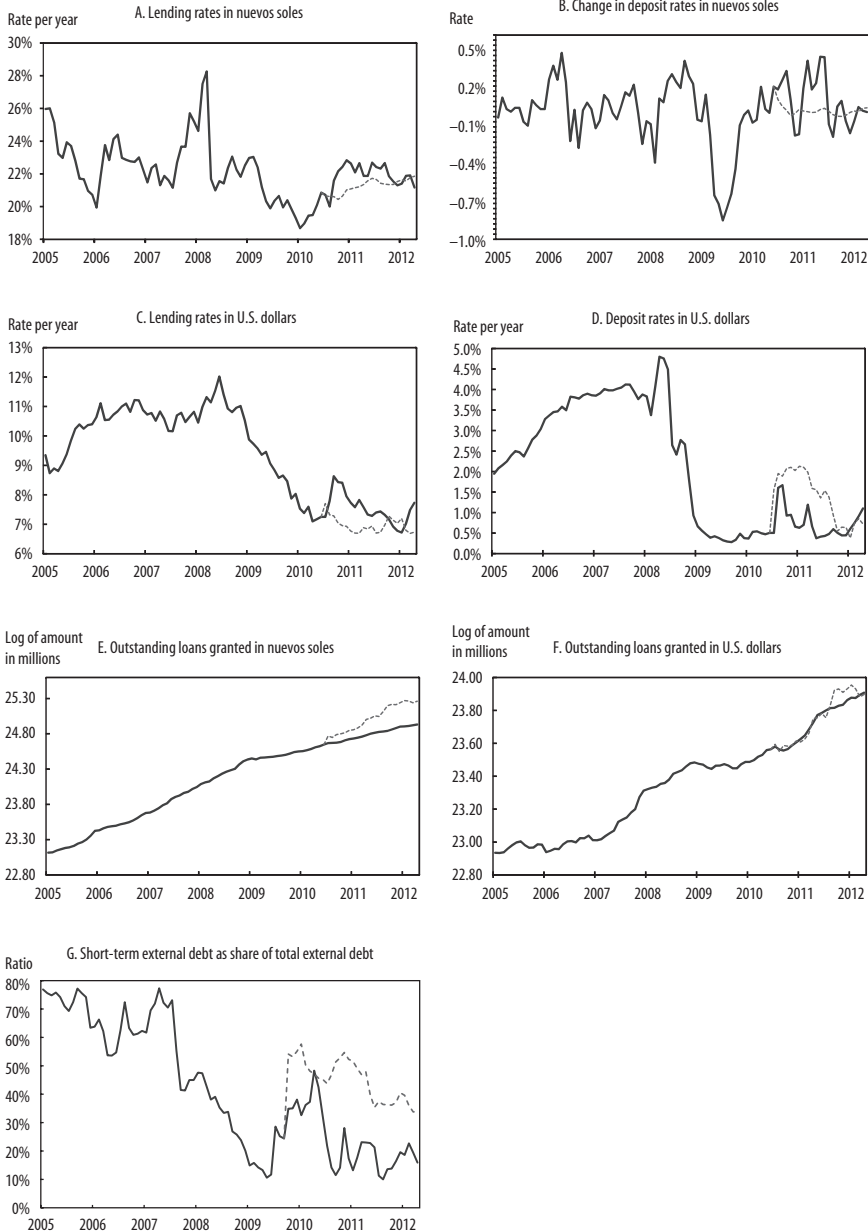 A. Lending rates in nuevos soles
Rate per year
30%
28%
26%
24%
22%
20%
18%
2005 2006 2007 2008 2009 2010 2011 2012
B. Change in deposit rates in nuevos soles
Rate
0.5%
0.2%
−0.1%
−0.4%
−0.7%
−1.0%
2005 2006 2007 2008 2009 2010 2011 2012
C. Lending rates in U.S. dollars
Rate per year
13%
12%
11%
10%
9%
8%
7%
6%
2005 2006 2007 2008 2009 2010 2011 2012
D. Deposit rates in U.S. dollars
Rate per year
5.0%
4.5%
4.0%
3.5%
3.0%
2.5%
2.0%
1.5%
1.0%
0.5%
0.0%
2005 2006 2007 2008 2009 2010 2011 2012
Log of amount
in millions
E. Outstanding loans granted in nuevos soles
25.30
24.80
24.30
23.80
23.30
22.80
2005 2006 2007 2008 2009 2010 2011 2012
Log of amount
in millions
F. Outstanding loans granted in U.S. dollars
24.00
23.80
23.60
23.40
23.20
23.00
22.80
2005 2006 2007 2008 2009 2010 2011 2012
G. Short-term external debt as share of total external debt
Ratio
80%
70%
60%
50%
40%
30%
20%
10%
0%
2005 2006 2007 2008 2009 2010 2011 2012